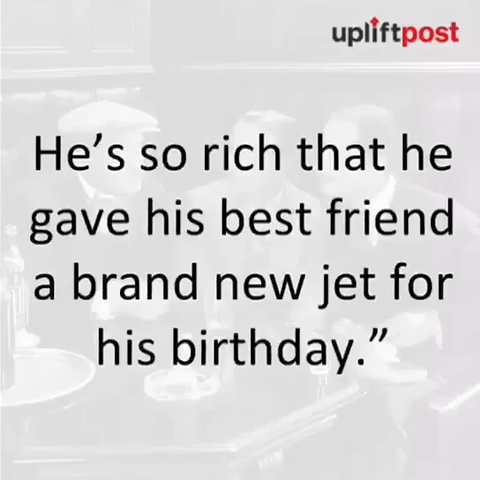 upliftpost
He’s so rich that he
gave his best friend
a brand new jet for
his birthday.”